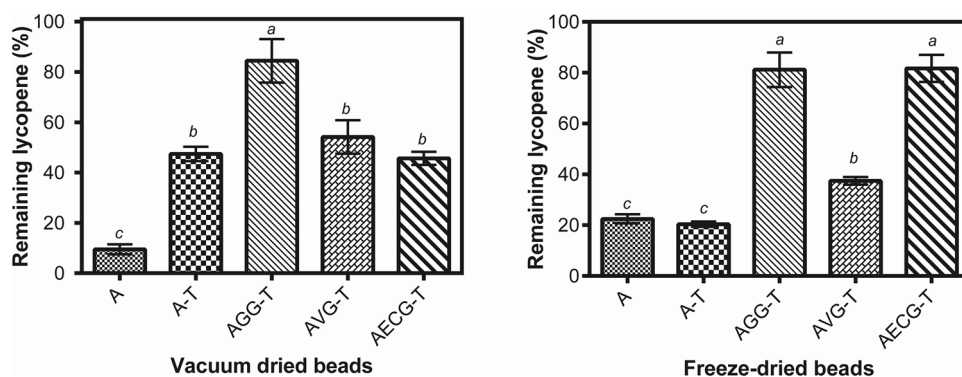 Remaining lycopene (%)
100
80
60
40
20
0
c
b
a
b
b
A
A-T
AGG-T
AVG-T
AECG-T
Vacuum dried beads
Remaining lycopene (%)
100
80
60
40
20
0
c
c
a
b
a
A
A-T
AGG-T
AVG-T
AECG-T
Freeze-dried beads